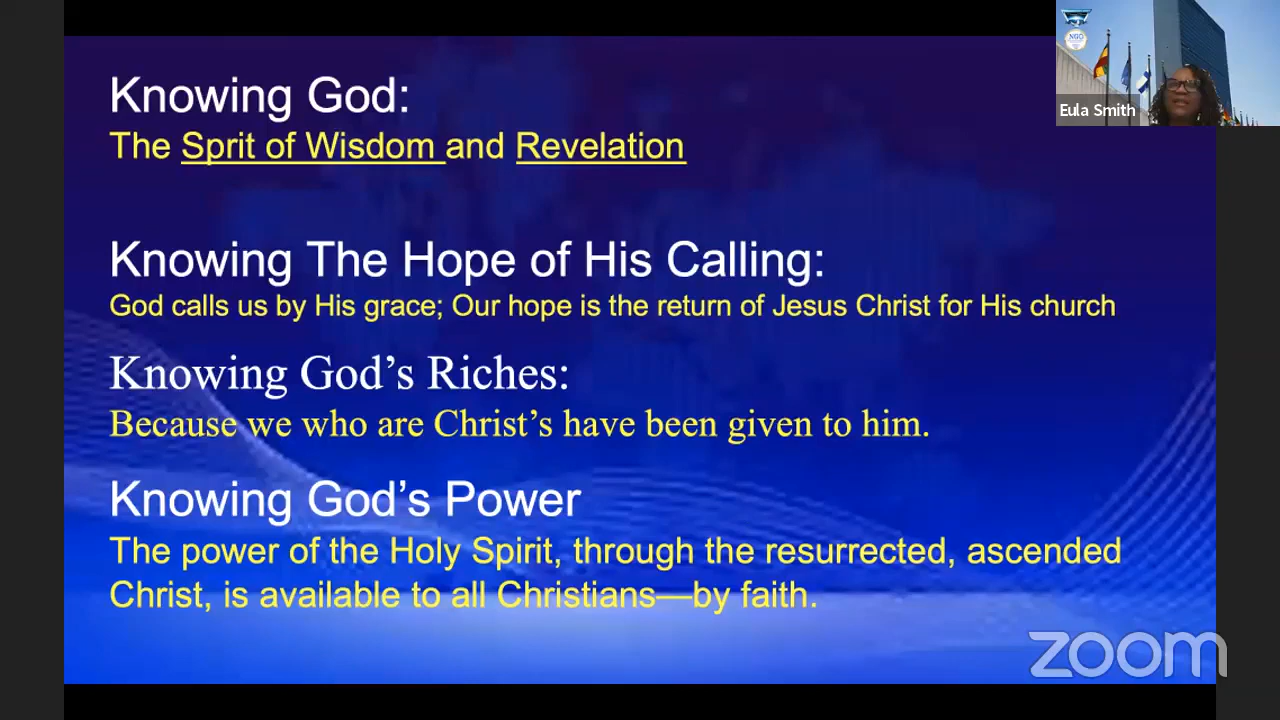 Knowing God:
The Sprit of Wisdom and Revelation
Knowing The Hope of His Calling:
God calls us by His grace; Our hope is the return of Jesus Christ for His church
Knowing God’s Riches:
Because we who are Christ’s have been given to him.
Knowing God’s Power
The power of the Holy Spirit, through the resurrected, ascended
Christ, is available to all Christians—by faith.
NGO
Eula Smith
zoom